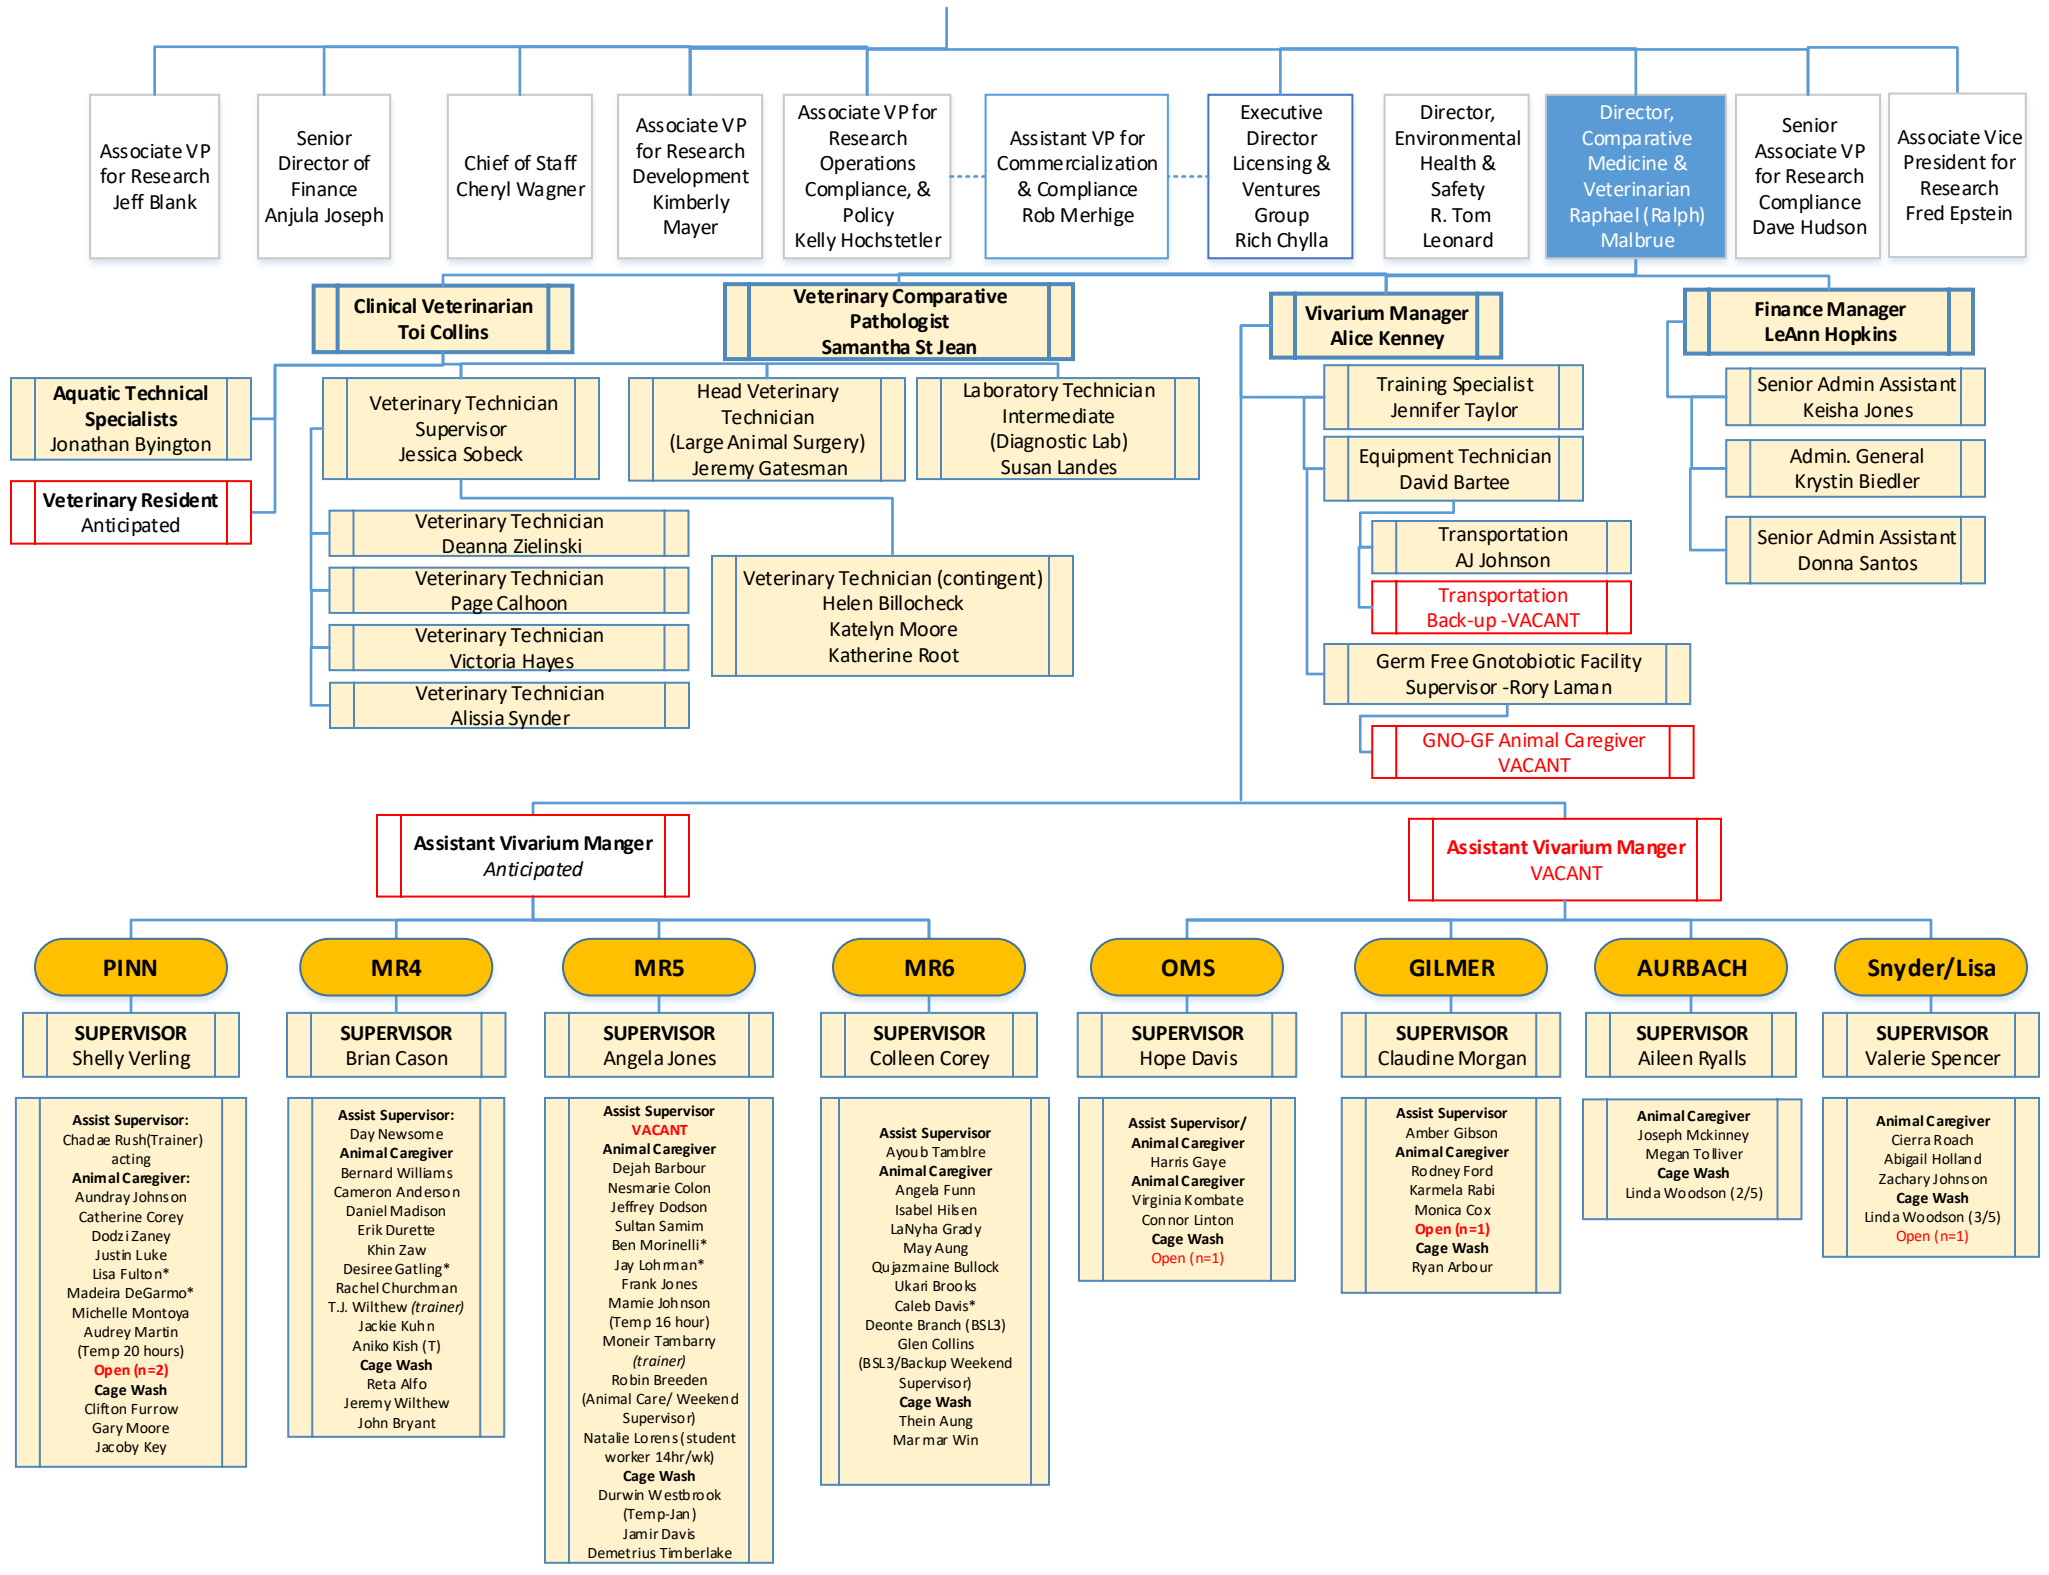 Associate VP
for Research
Jeff Blank
Senior
Director of
Finance
Anjula Joseph
Chief of Staff
Cheryl Wagner
Associate VP
for Research
Development
Kimberly
Mayer
Associate VP for
Research
Operations
Compliance, &
Policy
Kelly Hochstetler
Assistant VP for
Commercialization
& Compliance
Rob Merhige
Executive
Director
Licensing &
Ventures
Group
Rich Chylla
Director,
Environmental
Health &
Safety
R. Tom
Leonard
Director,
Comparative
Medicine &
Veterinarian
Raphael (Ralph)
Malbrue
Senior
Associate VP
for Research
Compliance
Dave Hudson
Associate Vice
President for
Research
Fred Epstein
Clinical Veterinarian
Toi Collins
Veterinary Comparative
Pathologist
Samantha St Jean
Vivarium Manager
Alice Kenney
Finance Manager
LeAnn Hopkins
Aquatic Technical
Specialists
Jonathan Byington
Veterinary Resident
Anticipated
Veterinary Technician
Supervisor
Jessica Sobeck
Head Veterinary
Technician
(Large Animal Surgery)
Jeremy Gatesman
Laboratory Technician
Intermediate
(Diagnostic Lab)
Susan Landes
Veterinary Technician
Deanna Zielinski
Veterinary Technician
Page Calhoon
Veterinary Technician
Victoria Hayes
Veterinary Technician
Alissia Synder
Veterinary Technician (contingent)
Helen Billocheck
Katelyn Moore
Katherine Root
Training Specialist
Jennifer Taylor
Equipment Technician
David Bartee
Transportation
AJ Johnson
Transportation
Back-up -VACANT
Germ Free Gnotobiotic Facility
Supervisor -Rory Laman
GNO-GF Animal Caregiver
VACANT
Senior Admin Assistant
Keisha Jones
Admin. General
Krystin Biedler
Senior Admin Assistant
Donna Santos
Assistant Vivarium Manger
Anticipated
Assistant Vivarium Manger
VACANT
PINN
SUPERVISOR
Shelly Verling
Assist Supervisor:
Chadae Rush(Trainer)
acting
Animal Caregiver:
Aundray Johnson
Catherine Corey
Dodzi Zaney
Justin Luke
Lisa Fulton*
Madeira DeGarmo*
Michelle Montoya
Audrey Martin
(Temp 20 hours)
Open (n=2)
Cage Wash
Clifton Furrow
Gary Moore
Jacoby Key
MR4
SUPERVISOR
Brian Cason
Assist Supervisor:
Day Newsome
Animal Caregiver
Bernard Williams
Cameron Anderson
Daniel Madison
Erik Durette
Khin Zaw
Desiree Gatling*
Rachel Churchman
T.J. Wilthew (trainer)
Jackie Kuhn
Aniko Kish (T)
Cage Wash
Reta Alfo
Jeremy Wilthew
John Bryant
MR5
SUPERVISOR
Angela Jones
Assist Supervisor
VACANT
Animal Caregiver
Dejah Barbour
Nesmarie Colon
Jeffrey Dodson
Sultan Samim
Ben Morinelli*
Jay Lohrman*
Frank Jones
Mamie Johnson
(Temp 16 hour)
Moneir Tambarry
(trainer)
Robin Breeden
(Animal Care/ Weekend
Supervisor)
Natalie Lorens (student
worker 14hr/wk)
Cage Wash
Durwin Westbrook
(Temp-Jan)
Jamir Davis
Demetrius Timberlake
MR6
SUPERVISOR
Colleen Corey
Assist Supervisor
Ayoub Tamblre
Animal Caregiver
Angela Funn
Isabel Hilsen
LaNyha Grady
May Aung
Qujazmaine Bullock
Ukari Brooks
Caleb Davis*
Deonte Branch (BSL3)
Glen Collins
(BSL3/Backup Weekend
Supervisor)
Cage Wash
Thein Aung
Mar mar Win
OMS
SUPERVISOR
Hope Davis
Assist Supervisor/
Animal Caregiver
Harris Gaye
Animal Caregiver
Virginia Kombate
Connor Linton
Cage Wash
Open (n=1)
GILMER
SUPERVISOR
Claudine Morgan
Assist Supervisor
Amber Gibson
Animal Caregiver
Rodney Ford
Karmela Rabi
Monica Cox
Open (n=1)
Cage Wash
Ryan Arbour
AURBACH
SUPERVISOR
Aileen Ryalls
Animal Caregiver
Joseph Mckinney
Megan Tolliver
Cage Wash
Linda Woodson (2/5)
Snyder/Lisa
SUPERVISOR
Valerie Spencer
Animal Caregiver
Cierra Roach
Abigail Holland
Zachary Johnson
Cage Wash
Linda Woodson (3/5)
Open (n=1)